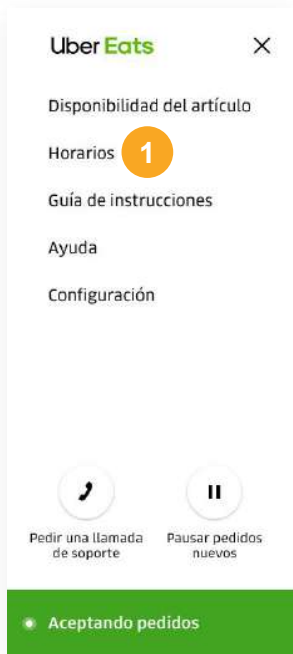 Uber Eats
Disponibilidad del artículo
Horarios 1
Guía de instrucciones
Ayuda
Configuración
Pedir una llamada
de soporte
Pausar pedidos
nuevos
Aceptando pedidos